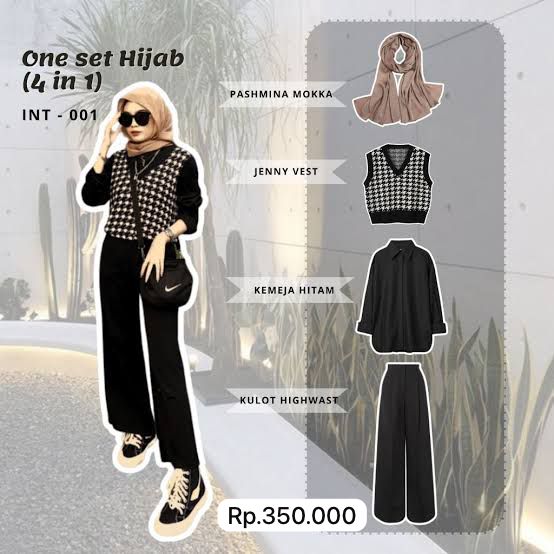 One set Hijab
(4 in 1)
INT - 001
PASHMINA MOKKA
JENNY VEST
KEMEJA HITAM
KULOT HIGHWAST
Rp.350.000